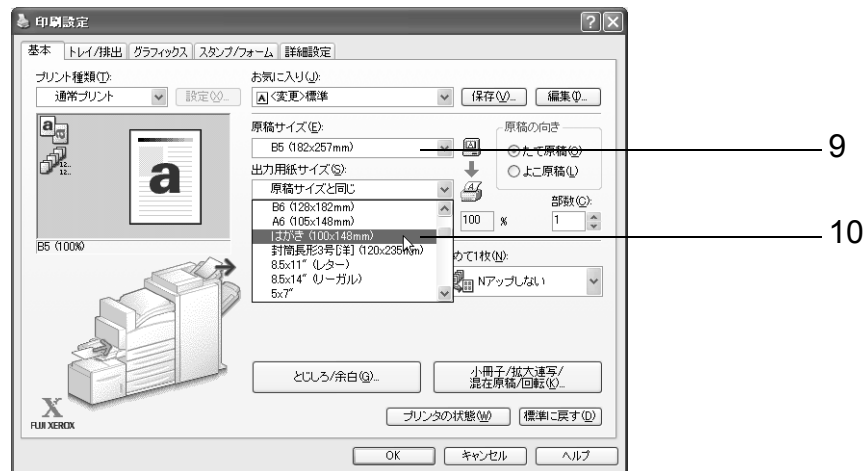 印刷設定
基本 トレイ/排出 グラフィックス スタンプ/フォーム 詳細設定
プリント種類(T):
通常プリント 設定(X)...
お気に入り(J):
A <変更>標準 保存(V)... 編集(I)...
原稿サイズ(E):
B5 (182x257mm)
原稿の向き
たて原稿(O)
よこ原稿(L)
出力用紙サイズ(S):
原稿サイズと同じ
B6 (128x182mm)
A6 (105x148mm)
はがき (100x148mm)
封筒長形3号[洋] (120x235mm)
8.5x11" (レター)
8.5x14" (リーガル)
5x7"
100 %
部数(C):
1
めて1枚(N):
Nアップしない
a
12..
12..
a
B5 (100%)
とじしろ/余白(G)...
小冊子/拡大連写/
混在原稿/回転(K)...
プリンタの状態(W) 標準に戻す(D)
X
FUJI XEROX
OK キャンセル ヘルプ
9
10